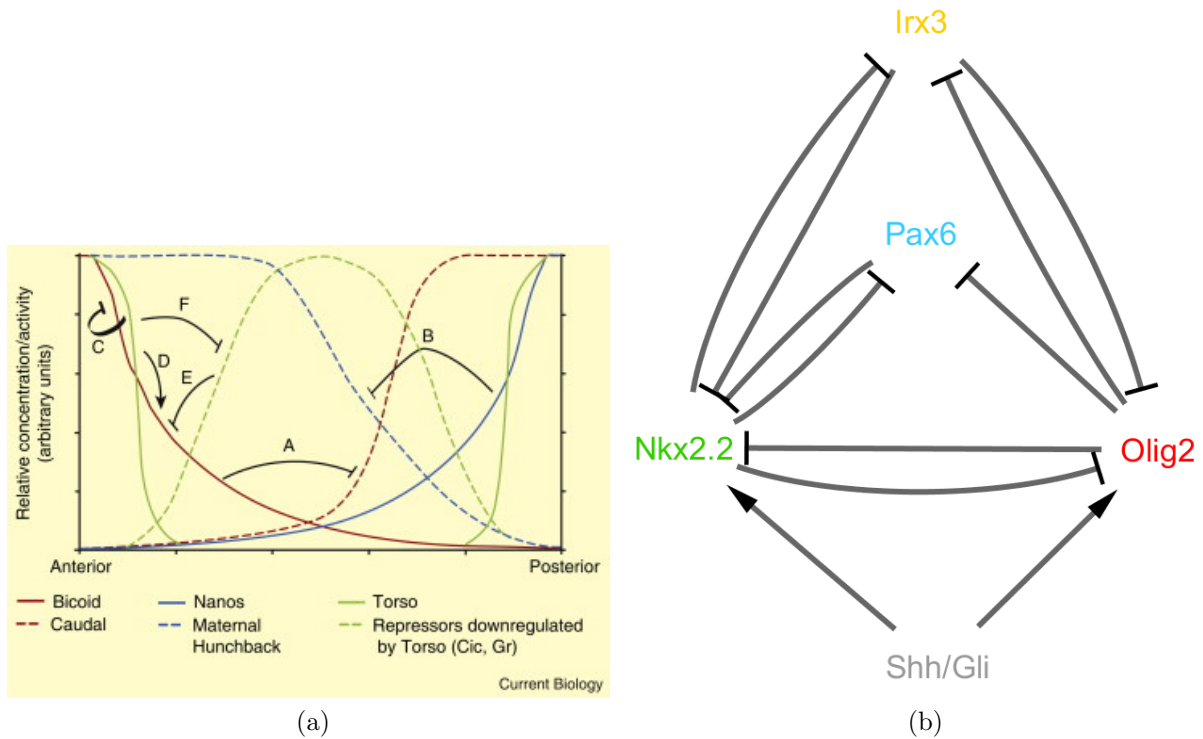 Relative concentration/activity
(arbitrary units)
F
C
D
E
B
A
Anterior
Posterior
Bicoid
Nanos
Torso
Caudal
Maternal
Hunchback
Repressors downregulated
by Torso (Cic, Gr)
Current Biology
(a)
Irx3
Pax6
Nkx2.2
Olig2
Shh/Gli
(b)